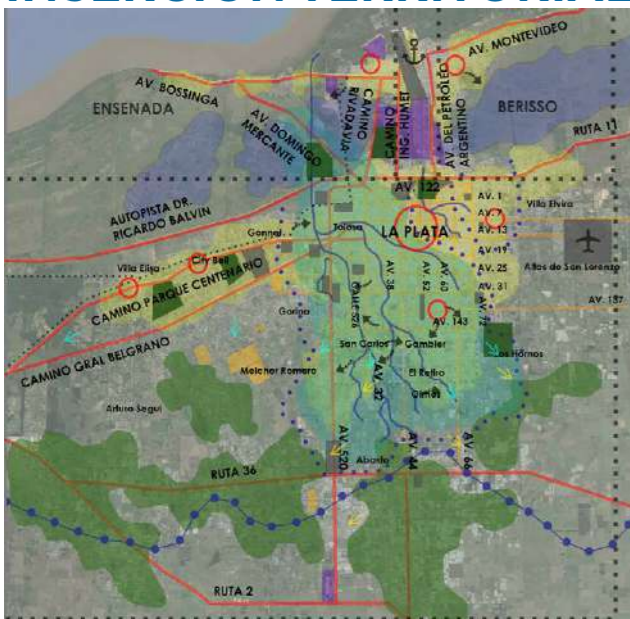 INSERCIÓN TERRITORIAL
AV. MONTEVIDEO
AV. BOSSINGA
ENSENADA
CAMINO
RIVADAVIA
AV. DOMINGO
MERCANTE
CAMINO
ING. HUMET
AV. DEL PETROLEO
ARGENTINO
BERISSO
RUTA 11
AV. 122
AUTOPISTA DR.
RICARDO BALVIN
AV. 1
AV. 7
AV. 13
AV. 19
AV. 25
AV. 31
Villa Elvira
Gonnet
Tolosa
LA PLATA
City Bell
Villa Elisa
CAMINO PARQUE CENTENARIO
AV. 38
AV. 52
AV. 60
AV. 72
Altos de San Lorenzo
AV. 137
AV. 143
Gorina
CAMINO GRAL BELGRANO
San Carlos
Gambier
Los Hornos
Melchor Romero
El Retiro
AV. 32
Olmos
Arturo Segui
AV. 520
AV. 44
AV. 66
Abasto
RUTA 36
RUTA 2